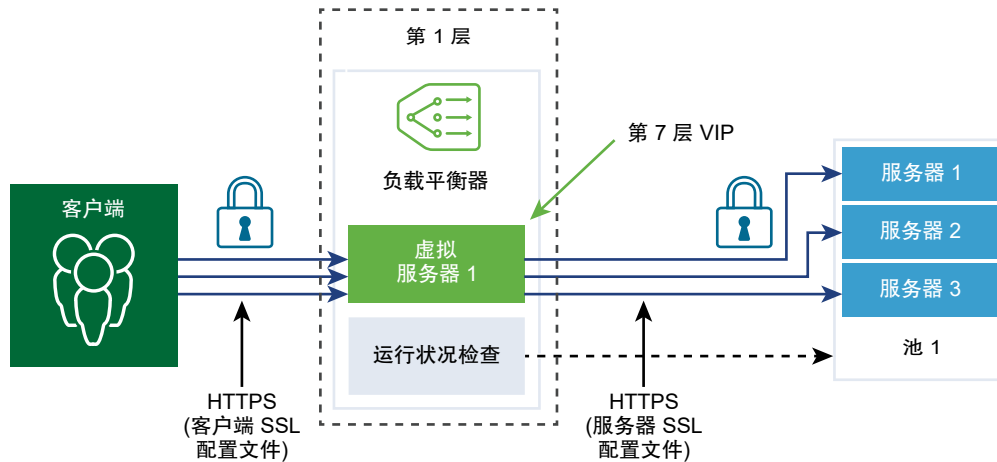 第 1 层
负载平衡器
第 7 层 VIP
客户端
虚拟
服务器 1
运行状况检查
服务器 1
服务器 2
服务器 3
池 1
HTTPS
(客户端 SSL
配置文件)
HTTPS
(服务器 SSL
配置文件)